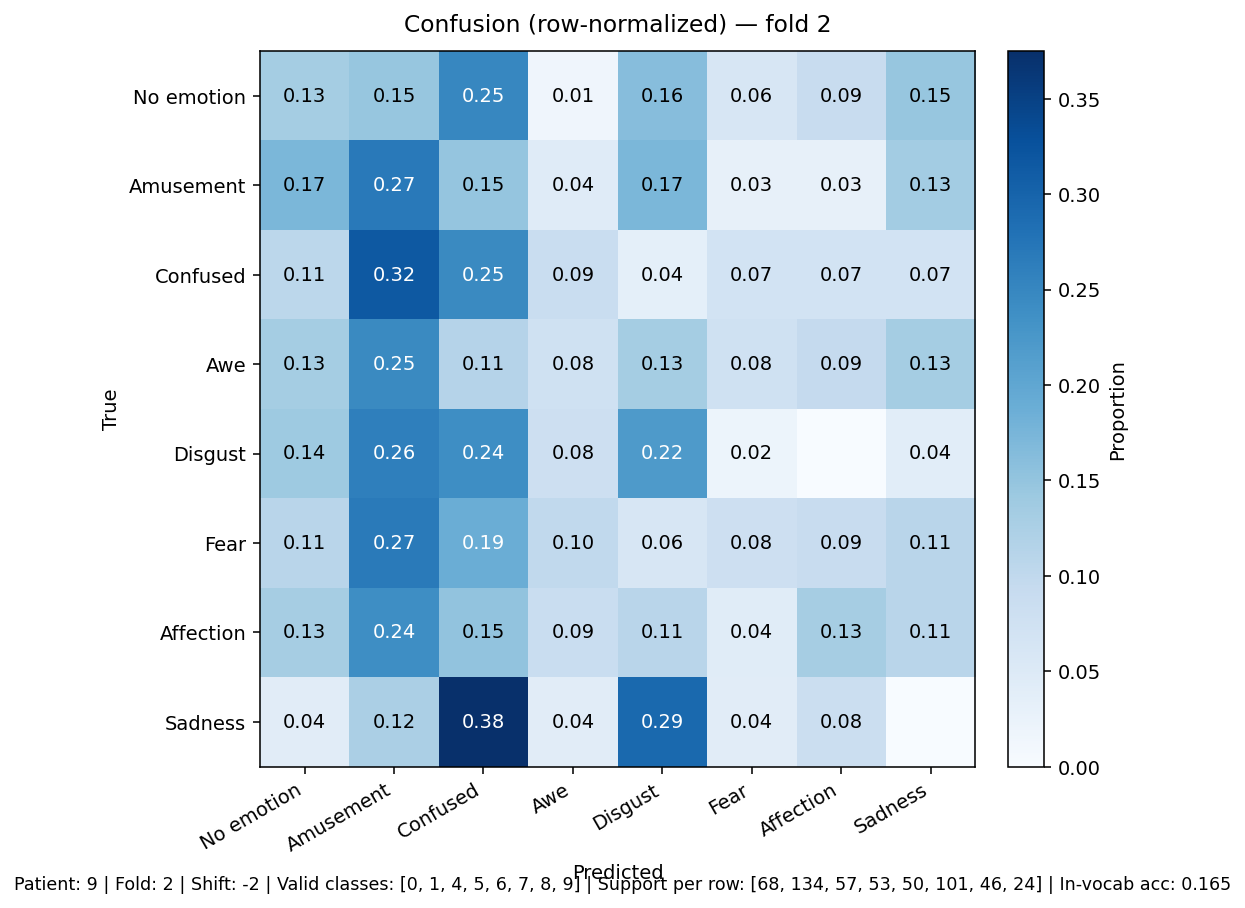 Confusion (row-normalized) — fold 2
No emotion 0.13 0.15 0.25 0.01 0.16 0.06 0.09 0.15
Amusement 0.17 0.27 0.15 0.04 0.17 0.03 0.03 0.13
Confused 0.11 0.32 0.25 0.09 0.04 0.07 0.07 0.07
Awe 0.13 0.25 0.11 0.08 0.13 0.08 0.09 0.13
Disgust 0.14 0.26 0.24 0.08 0.22 0.02 0.04
Fear 0.11 0.27 0.19 0.10 0.06 0.08 0.09 0.11
Affection 0.13 0.24 0.15 0.09 0.11 0.04 0.13 0.11
Sadness 0.04 0.12 0.38 0.04 0.29 0.04 0.08
True
No emotion Amusement Confused Awe Disgust Fear Affection Sadness
Predicted
0.35
0.30
0.25
0.20
0.15
0.10
0.05
0.00
Proportion
Patient: 9 | Fold: 2 | Shift: -2 | Valid classes: [0, 1, 4, 5, 6, 7, 8, 9] | Support per row: [68, 134, 57, 53, 50, 101, 46, 24] | In-vocab acc: 0.165